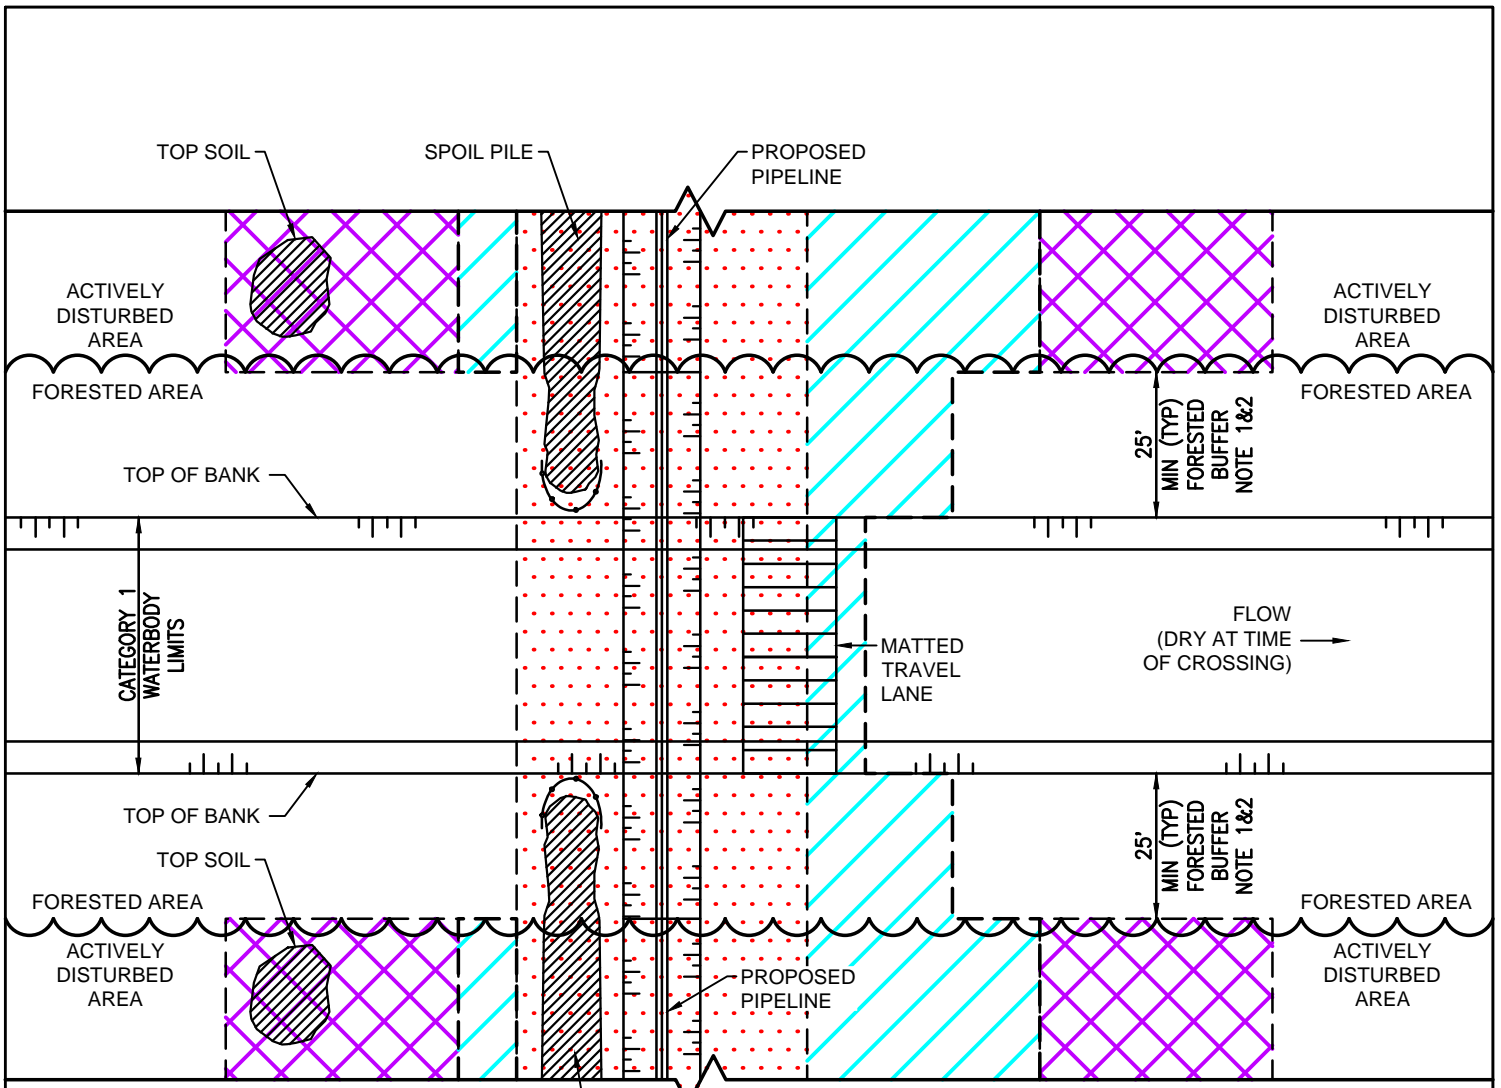 TOP SOIL
SPOIL PILE
PROPOSED
PIPELINE
ACTIVELY
DISTURBED
AREA
ACTIVELY
DISTURBED
AREA
FORESTED AREA
FORESTED AREA
TOP OF BANK
25'
MIN (TYP)
FORESTED
BUFFER
NOTE 1&2
CATEGORY 1
WATERBODY
LIMITS
MATTED
TRAVEL
LANE
FLOW
(DRY AT TIME
OF CROSSING)
TOP OF BANK
25'
MIN (TYP)
FORESTED
BUFFER
NOTE 1&2
TOP SOIL
FORESTED AREA
FORESTED AREA
ACTIVELY
DISTURBED
AREA
PROPOSED
PIPELINE
ACTIVELY
DISTURBED
AREA